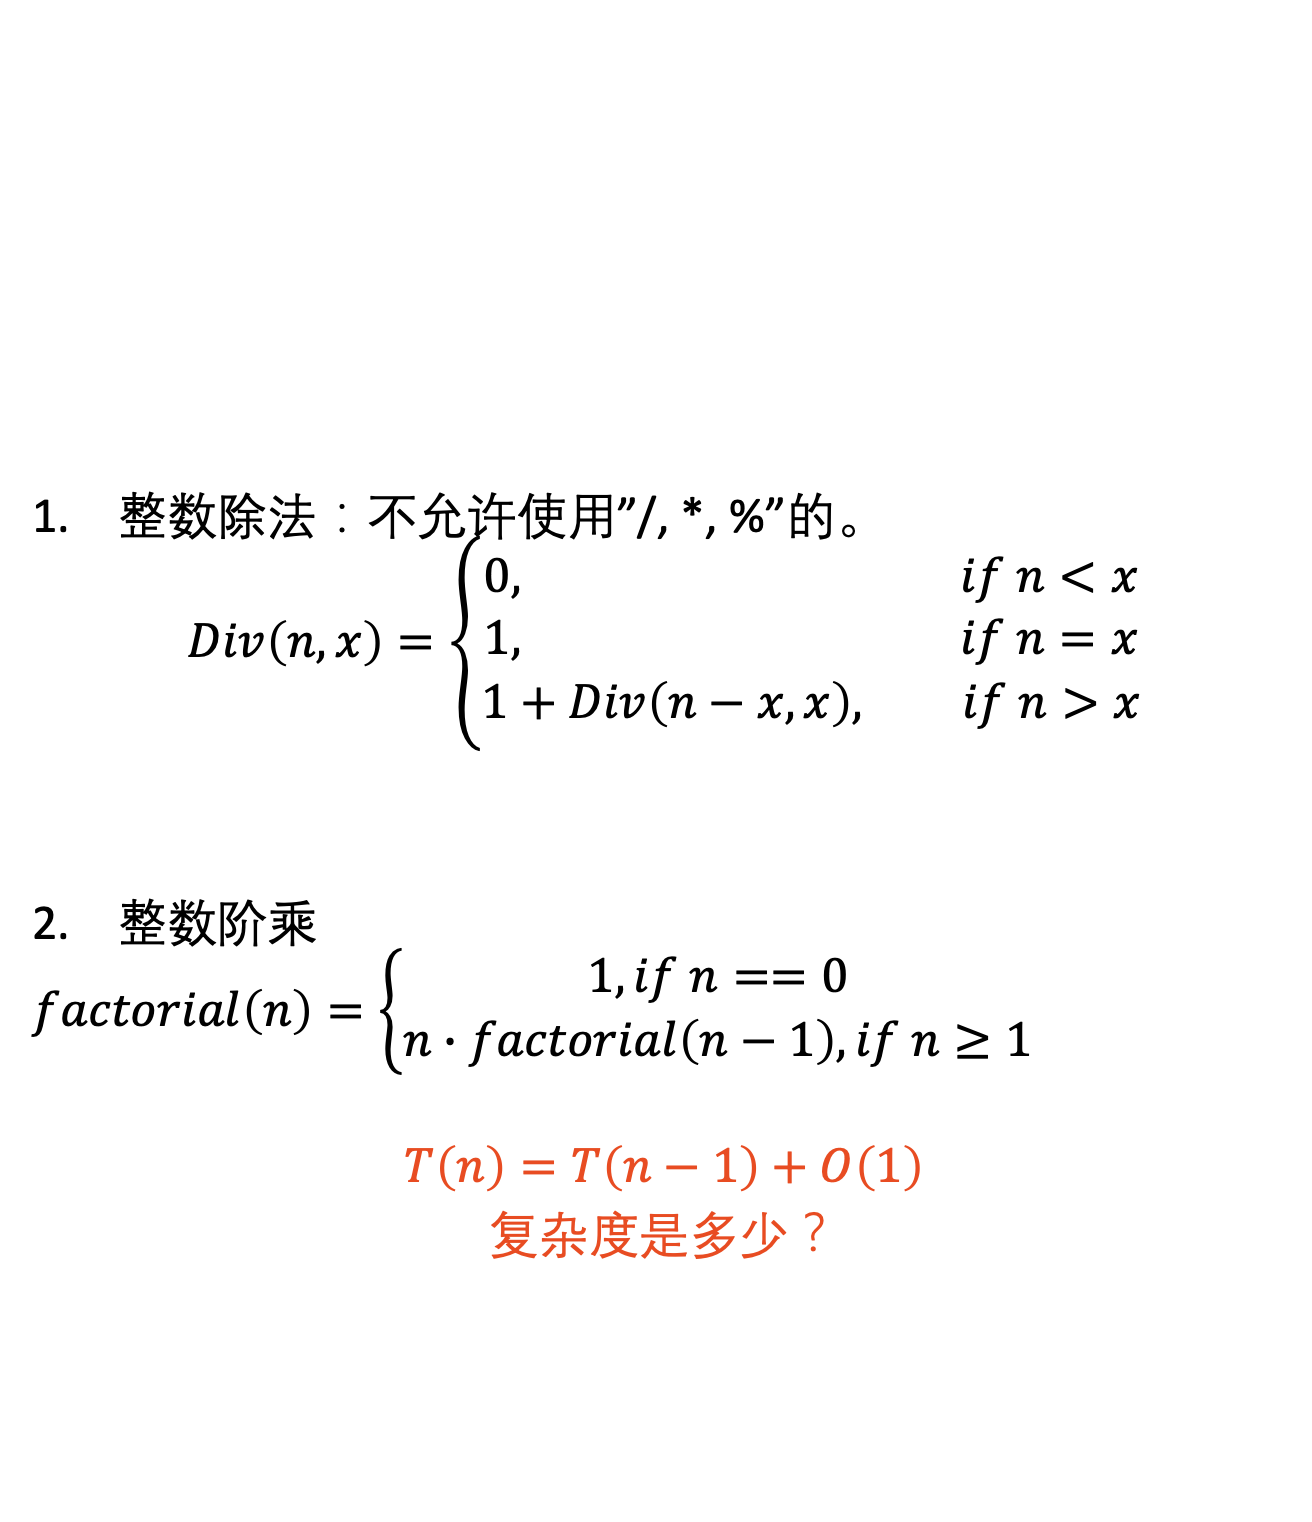 1. 整数除法：不允许使用”/, *, %”的。
0, if n < x
Div(n, x) = { 1, if n = x
1 + Div(n − x, x), if n > x
2. 整数阶乘
1, if n == 0
factorial(n) = {
n · factorial(n − 1), if n ≥ 1
T(n) = T(n − 1) + O(1)
复杂度是多少？